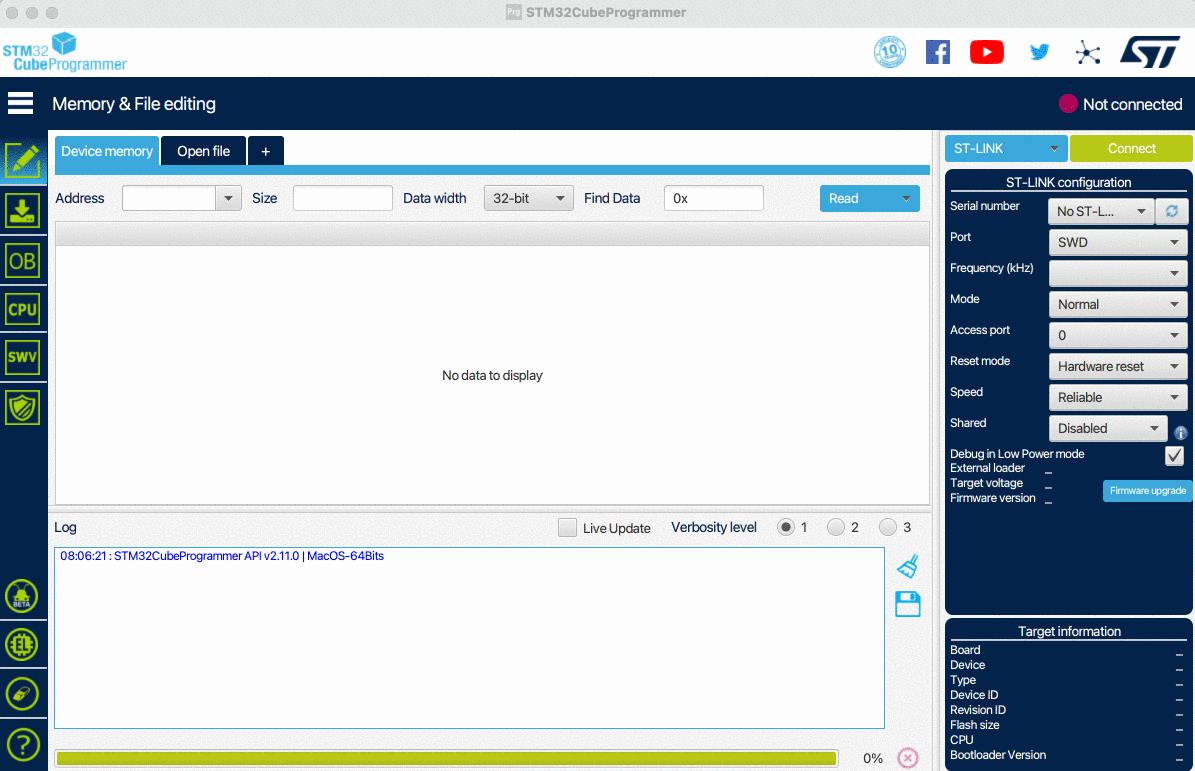 Prg STM32CubeProgrammer
STM32
CubeProgrammer
10
Memory & File editing
Not connected
Device memory
Open file
+
ST-LINK
Connect
Address
Size
Data width
32-bit
Find Data
0x
Read
ST-LINK configuration
Serial number
No ST-L...
Port
SWD
Frequency (kHz)
Mode
Normal
Access port
0
Reset mode
Hardware reset
Speed
Reliable
Shared
Disabled
Debug in Low Power mode
External loader _
Target voltage _
Firmware version _
Firmware upgrade
OB
CPU
SWV
No data to display
Log
Live Update
Verbosity level
1
2
3
08:06:21 : STM32CubeProgrammer API v2.11.0 | MacOS-64Bits
BETA
EL
?
0%
Target information
Board _
Device _
Type _
Device ID _
Revision ID _
Flash size _
CPU _
Bootloader Version _